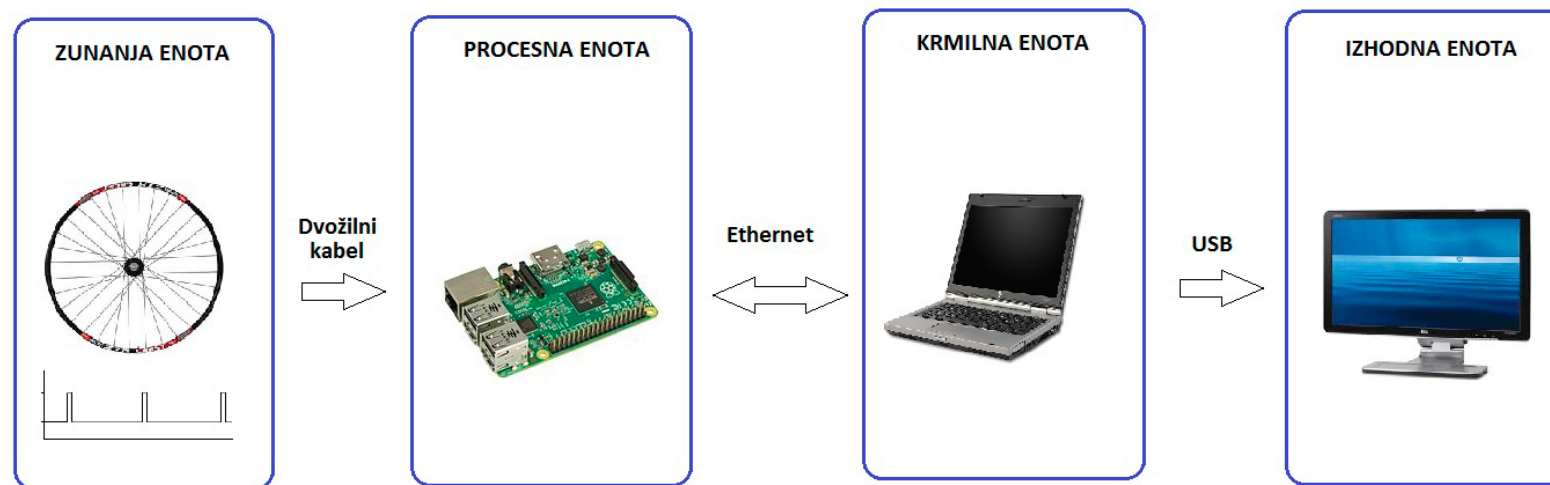 ZUNANJA ENOTA
PROCESNA ENOTA
KRMILNA ENOTA
IZHODNA ENOTA
Dvožilni
kabel
Ethernet
USB